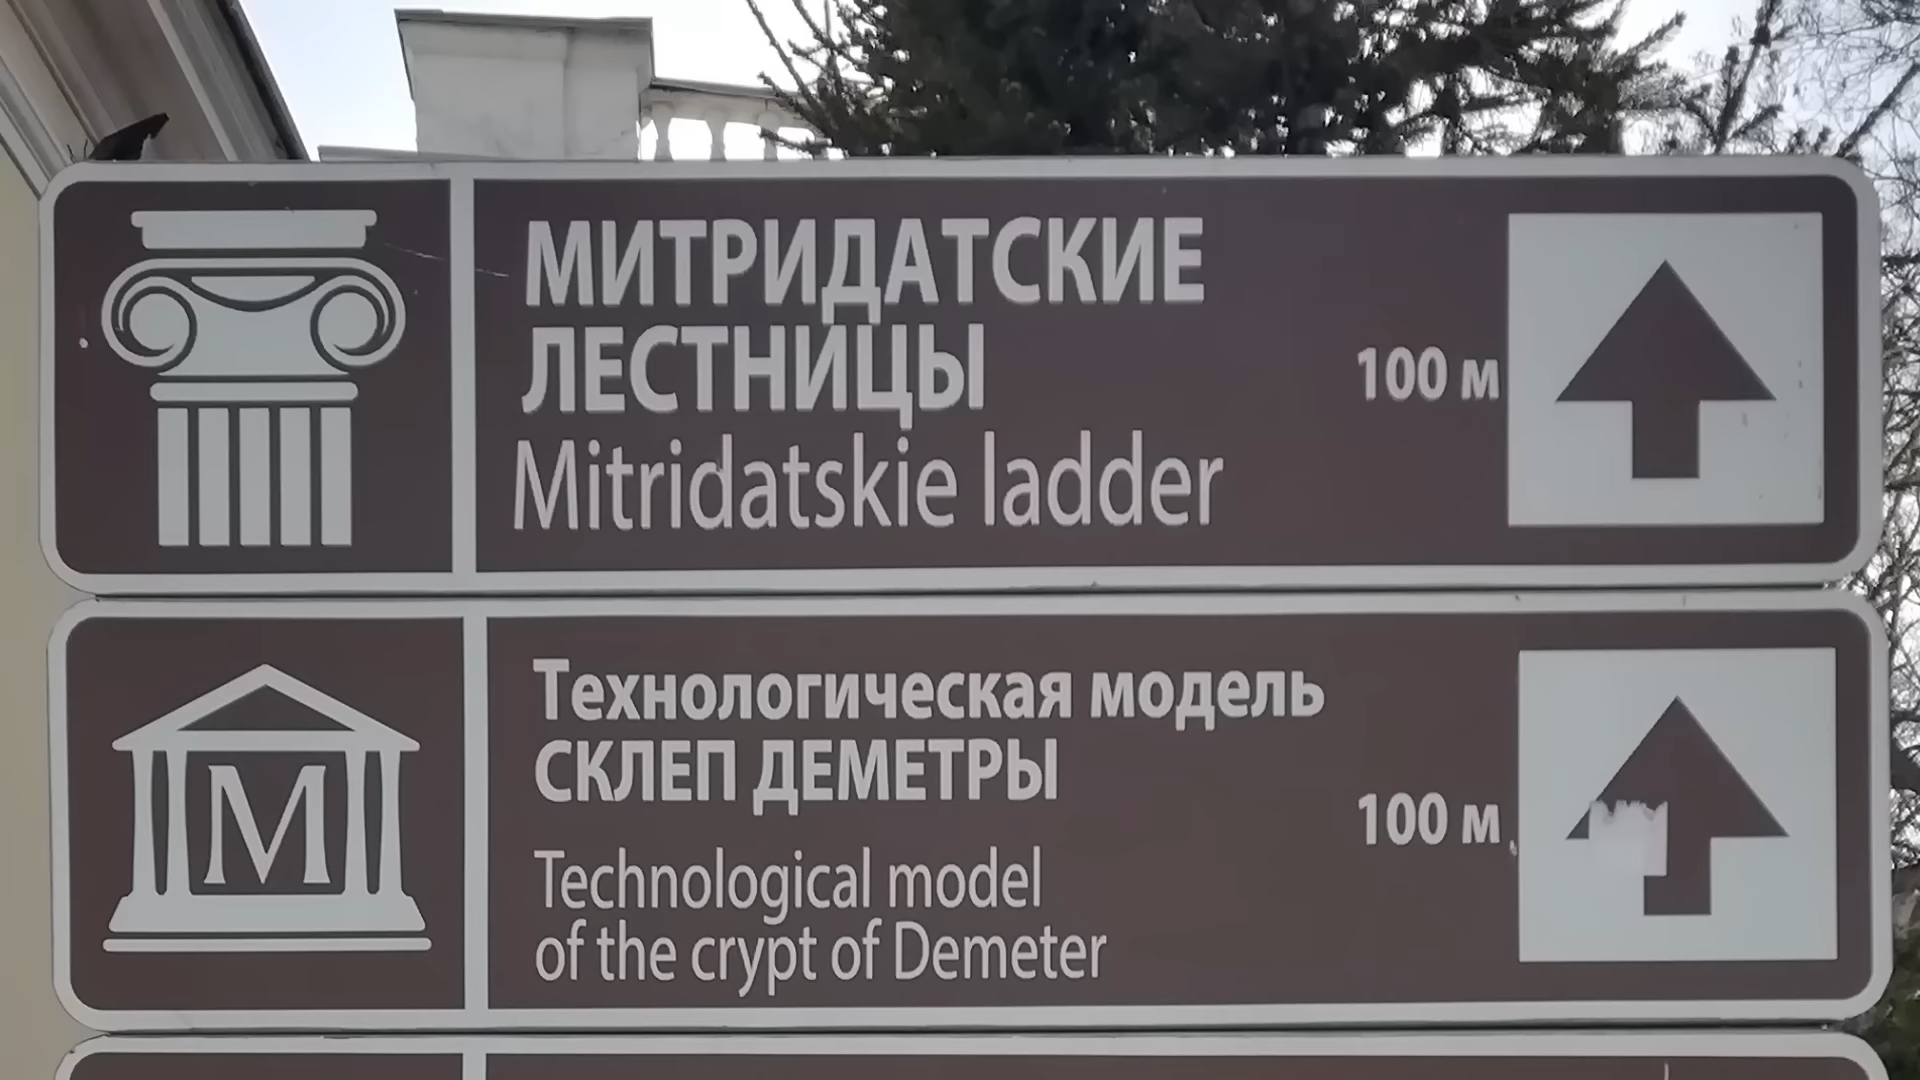 МИТРИДАТСКИЕ
ЛЕСТНИЦЫ
Mitridatskie ladder
100 м
М
Технологическая модель
СКЛЕП ДЕМЕТРЫ
Technological model
of the crypt of Demeter
100 м